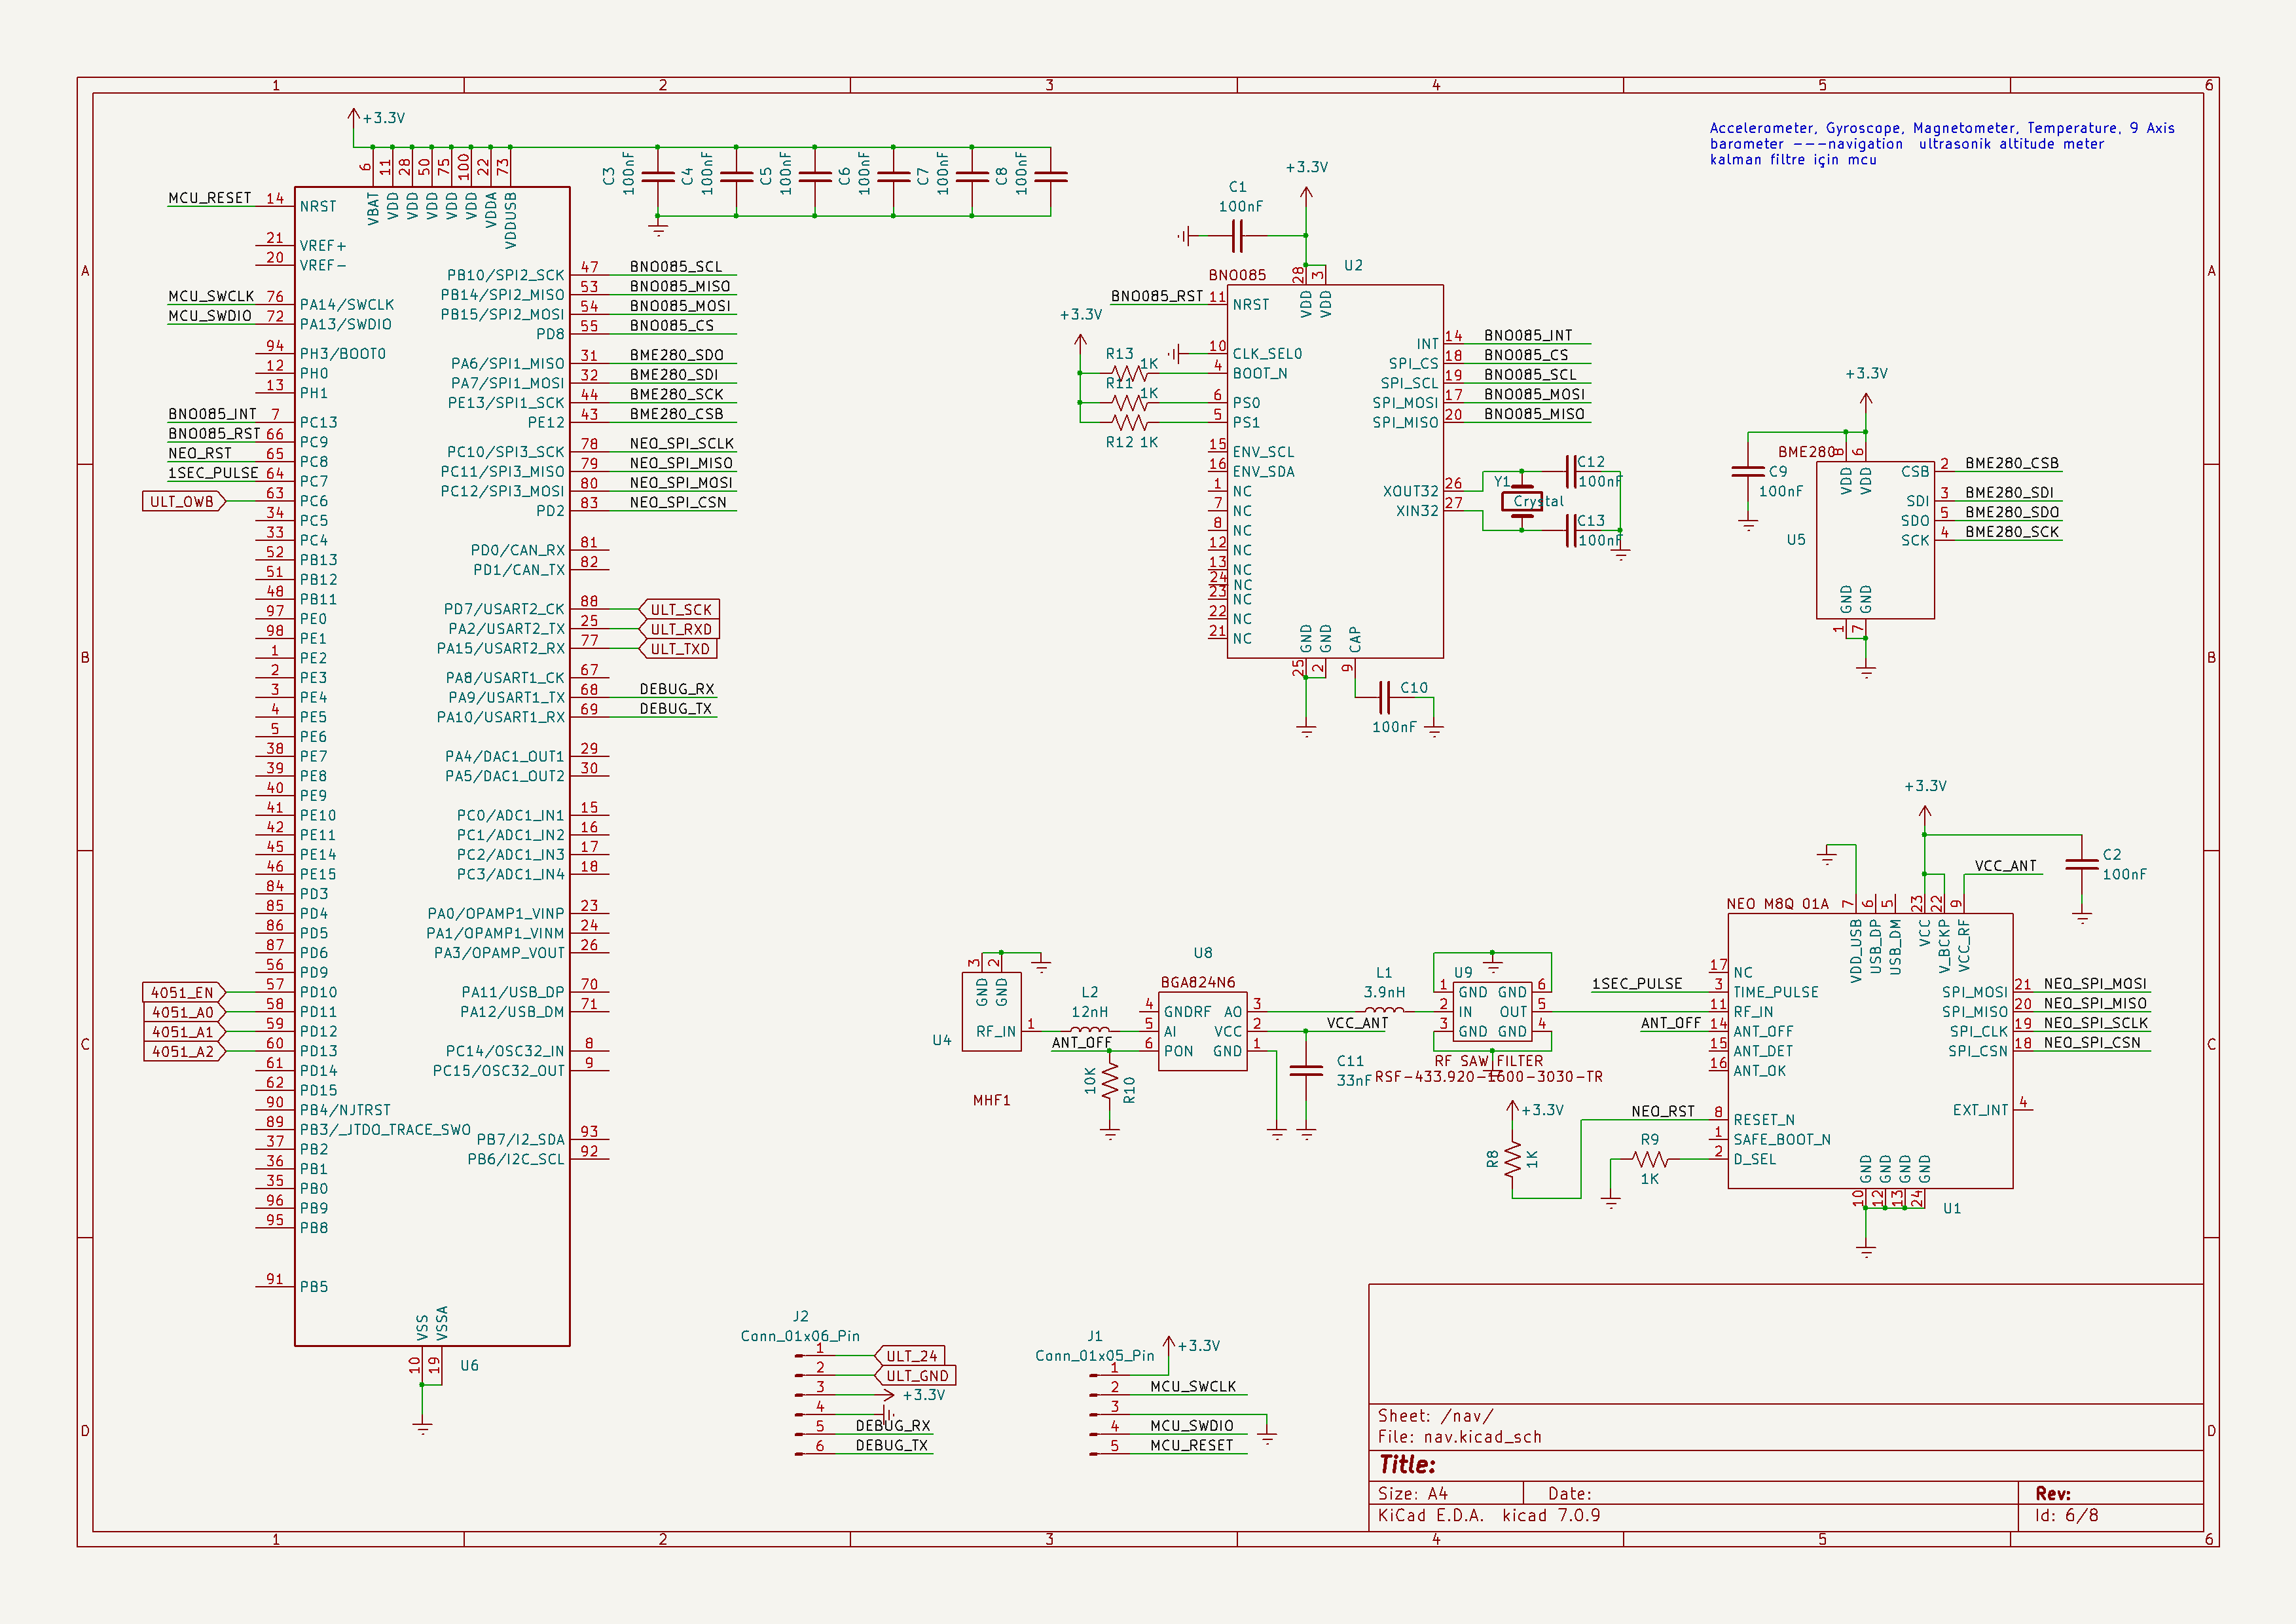 1 2 3 4 5 6
A
B
C
D
A
B
C
D
+3.3V
Accelerometer, Gyroscope, Magnetometer, Temperature, 9 Axis
barometer ---navigation  ultrasonik altitude meter
kalman filtre için mcu
6 11 28 50 75 100 22 73
VBAT VDD VDD VDD VDD VDD VDDA VDDUSB
MCU_RESET 14 NRST
21 VREF+
20 VREF-
MCU_SWCLK 76 PA14/SWCLK
MCU_SWDIO 72 PA13/SWDIO
94 PH3/BOOT0
12 PH0
13 PH1
BNO085_INT 7 PC13
BNO085_RST 66 PC9
NEO_RST 65 PC8
1SEC_PULSE 64 PC7
ULT_OWB 63 PC6
34 PC5
33 PC4
52 PB13
51 PB12
48 PB11
97 PE0
98 PE1
1 PE2
2 PE3
3 PE4
4 PE5
5 PE6
38 PE7
39 PE8
40 PE9
41 PE10
42 PE11
45 PE14
46 PE15
84 PD3
85 PD4
86 PD5
87 PD6
56 PD9
4051_EN 57 PD10
4051_A0 58 PD11
4051_A1 59 PD12
4051_A2 60 PD13
61 PD14
62 PD15
90 PB4/NJTRST
89 PB3/_JTDO_TRACE_SWO
37 PB2
36 PB1
35 PB0
96 PB9
95 PB8
91 PB5
PB10/SPI2_SCK 47 BNO085_SCL
PB14/SPI2_MISO 53 BNO085_MISO
PB15/SPI2_MOSI 54 BNO085_MOSI
PD8 55 BNO085_CS
PA6/SPI1_MISO 31 BME280_SDO
PA7/SPI1_MOSI 32 BME280_SDI
PE13/SPI1_SCK 44 BME280_SCK
PE12 43 BME280_CSB
PC10/SPI3_SCK 78 NEO_SPI_SCLK
PC11/SPI3_MISO 79 NEO_SPI_MISO
PC12/SPI3_MOSI 80 NEO_SPI_MOSI
PD2 83 NEO_SPI_CSN
PD0/CAN_RX 81
PD1/CAN_TX 82
PD7/USART2_CK 88 ULT_SCK
PA2/USART2_TX 25 ULT_RXD
PA15/USART2_RX 77 ULT_TXD
PA8/USART1_CK 67
PA9/USART1_TX 68 DEBUG_RX
PA10/USART1_RX 69 DEBUG_TX
PA4/DAC1_OUT1 29
PA5/DAC1_OUT2 30
PC0/ADC1_IN1 15
PC1/ADC1_IN2 16
PC2/ADC1_IN3 17
PC3/ADC1_IN4 18
PA0/OPAMP1_VINP 23
PA1/OPAMP1_VINM 24
PA3/OPAMP_VOUT 26
PA11/USB_DP 70
PA12/USB_DM 71
PC14/OSC32_IN 8
PC15/OSC32_OUT 9
PB7/I2_SDA 93
PB6/I2C_SCL 92
VSS VSSA
10 19 U6
C3 100nF C4 100nF C5 100nF C6 100nF C7 100nF C8 100nF
+3.3V
C1
100nF
28 3 U2
BNO085
VDD VDD
BNO085_RST 11 NRST
+3.3V
10 CLK_SEL0
R13 1K 4 BOOT_N
R11 1K 6 PS0
5 PS1
R12 1K
15 ENV_SCL
16 ENV_SDA
1 NC
7 NC
8 NC
12 NC
13 NC
24 NC
23 NC
22 NC
21 NC
INT 14 BNO085_INT
SPI_CS 18 BNO085_CS
SPI_SCL 19 BNO085_SCL
SPI_MOSI 17 BNO085_MOSI
SPI_MISO 20 BNO085_MISO
XOUT32 26
XIN32 27
Y1 Crystal
C12
100nF
C13
100nF
GND GND CAP
25 2 9
C10
100nF
+3.3V
BME280 8 6
C9
100nF
VDD VDD
CSB 2 BME280_CSB
SDI 3 BME280_SDI
SDO 5 BME280_SDO
SCK 4 BME280_SCK
U5
GND GND
1 7
3 2
GND GND
RF_IN 1
U4
MHF1
L2
12nH
ANT_OFF
10K R10
U8
BGA824N6
4 GNDRF
5 AI
6 PON
AO 3
VCC 2
GND 1
VCC_ANT
C11
33nF
L1
3.9nH
U9
1 GND GND 6
2 IN OUT 5
3 GND GND 4
RF SAW FILTER
RSF-433.920-1600-3030-TR
+3.3V
C2
100nF
VCC_ANT
NEO M8Q 01A
7 6 5 23 22 9
VDD_USB USB_DP USB_DM VCC V_BCKP VCC_RF
17 NC
1SEC_PULSE 3 TIME_PULSE
11 RF_IN
ANT_OFF 14 ANT_OFF
15 ANT_DET
16 ANT_OK
NEO_RST 8 RESET_N
1 SAFE_BOOT_N
2 D_SEL
+3.3V
R8 1K
R9
1K
SPI_MOSI 21 NEO_SPI_MOSI
SPI_MISO 20 NEO_SPI_MISO
SPI_CLK 19 NEO_SPI_SCLK
SPI_CSN 18 NEO_SPI_CSN
EXT_INT 4
GND GND GND GND
10 12 13 24 U1
J2
Conn_01x06_Pin
1 ULT_24
2 ULT_GND
3 +3.3V
4
5 DEBUG_RX
6 DEBUG_TX
J1
Conn_01x05_Pin
+3.3V
1
2 MCU_SWCLK
3
4 MCU_SWDIO
5 MCU_RESET
Sheet: /nav/
File: nav.kicad_sch
Title:
Size: A4 Date: Rev:
KiCad E.D.A.  kicad 7.0.9 Id: 6/8
1 2 3 4 5 6